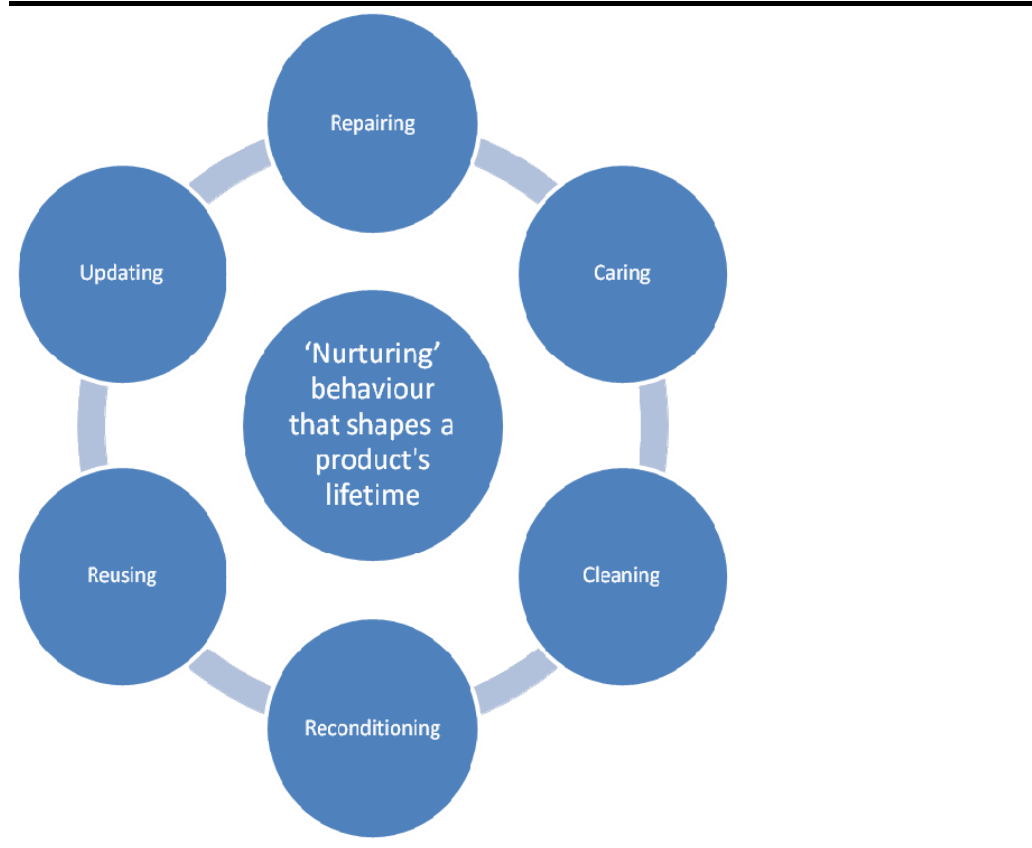 Repairing
Updating
Caring
‘Nurturing’
behaviour
that shapes a
product's
lifetime
Reusing
Cleaning
Reconditioning